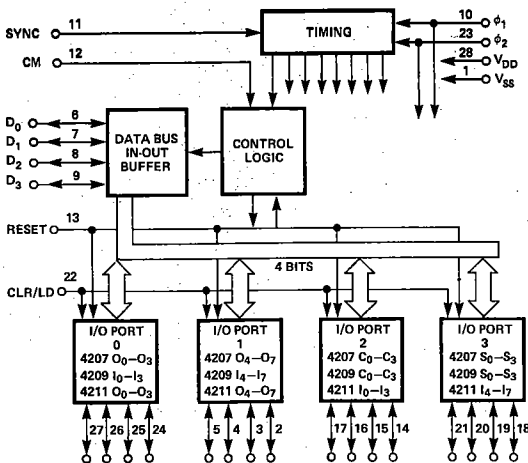 SYNC 11
TIMING
10 ϕ1
23 ϕ2
28 VDD
1 VSS
CM 12
D0 6
D1 7
D2 8
D3 9
DATA BUS
IN-OUT
BUFFER
CONTROL
LOGIC
RESET 13
4 BITS
CLR/LD 22
I/O PORT
0
4207 O0–O3
4209 I0–I3
4211 O0–O3
I/O PORT
1
4207 O4–O7
4209 I4–I7
4211 O4–O7
I/O PORT
2
4207 C0–C3
4209 C0–C3
4211 I0–I3
I/O PORT
3
4207 S0–S3
4209 S0–S3
4211 I4–I7
27 26 25 24
5 4 3 2
17 16 15 14
21 20 19 18